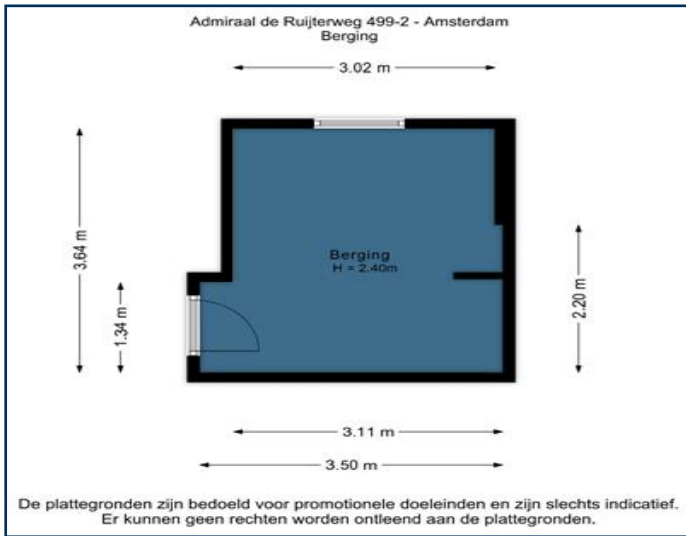 Admiraal de Ruijterweg 499-2 - Amsterdam
Berging
3.02 m
3.64 m
1.34 m
Berging
H = 2.40m
2.20 m
3.11 m
3.50 m
De plattegronden zijn bedoeld voor promotionele doeleinden en zijn slechts indicatief.
Er kunnen geen rechten worden ontleend aan de plattegronden.